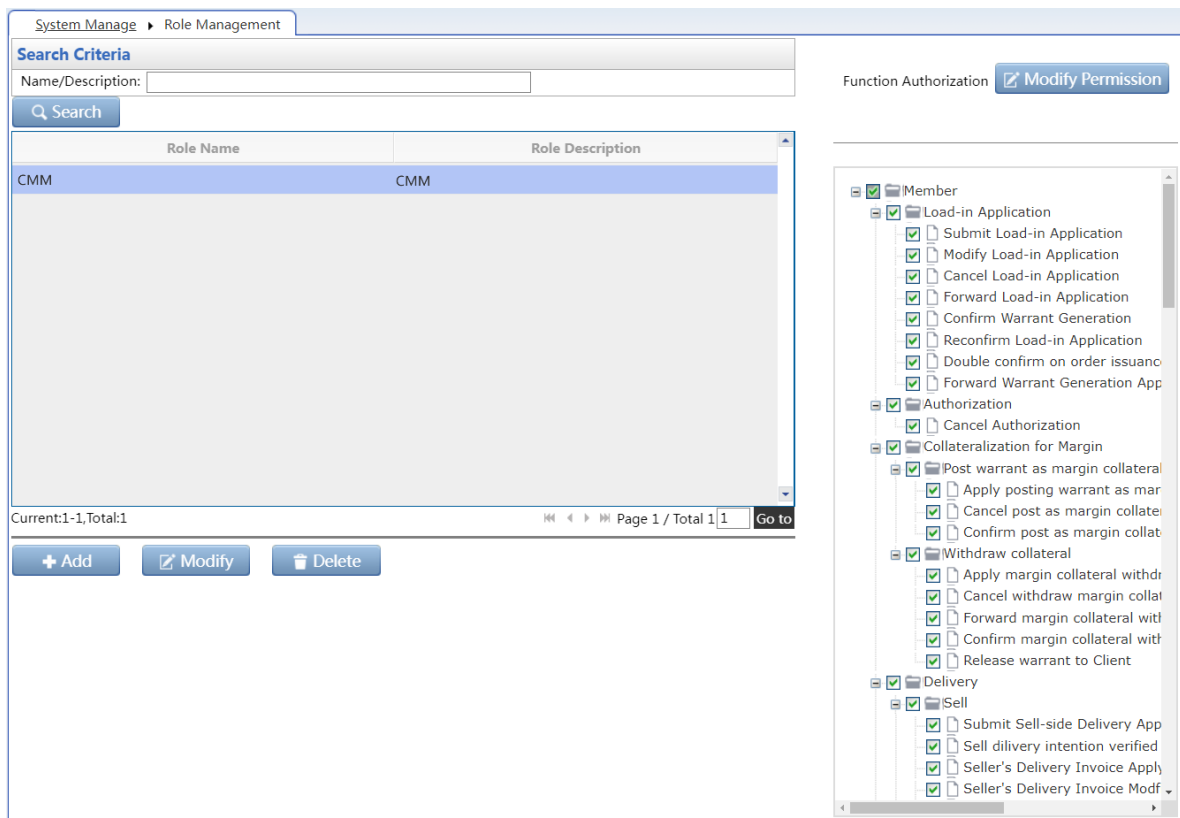 System Manage ▸ Role Management
Search Criteria
Name/Description:
Search
Role Name Role Description
CMM CMM
Current:1-1,Total:1 Page 1 / Total 1 1 Go to
Add Modify Delete
Function Authorization Modify Permission
Member
Load-in Application
Submit Load-in Application
Modify Load-in Application
Cancel Load-in Application
Forward Load-in Application
Confirm Warrant Generation
Reconfirm Load-in Application
Double confirm on order issuanc
Forward Warrant Generation App
Authorization
Cancel Authorization
Collateralization for Margin
Post warrant as margin collateral
Apply posting warrant as mar
Cancel post as margin collate
Confirm post as margin collat
Withdraw collateral
Apply margin collateral withdr
Cancel withdraw margin collat
Forward margin collateral with
Confirm margin collateral with
Release warrant to Client
Delivery
Sell
Submit Sell-side Delivery App
Sell dilivery intention verified
Seller's Delivery Invoice Apply
Seller's Delivery Invoice Modf